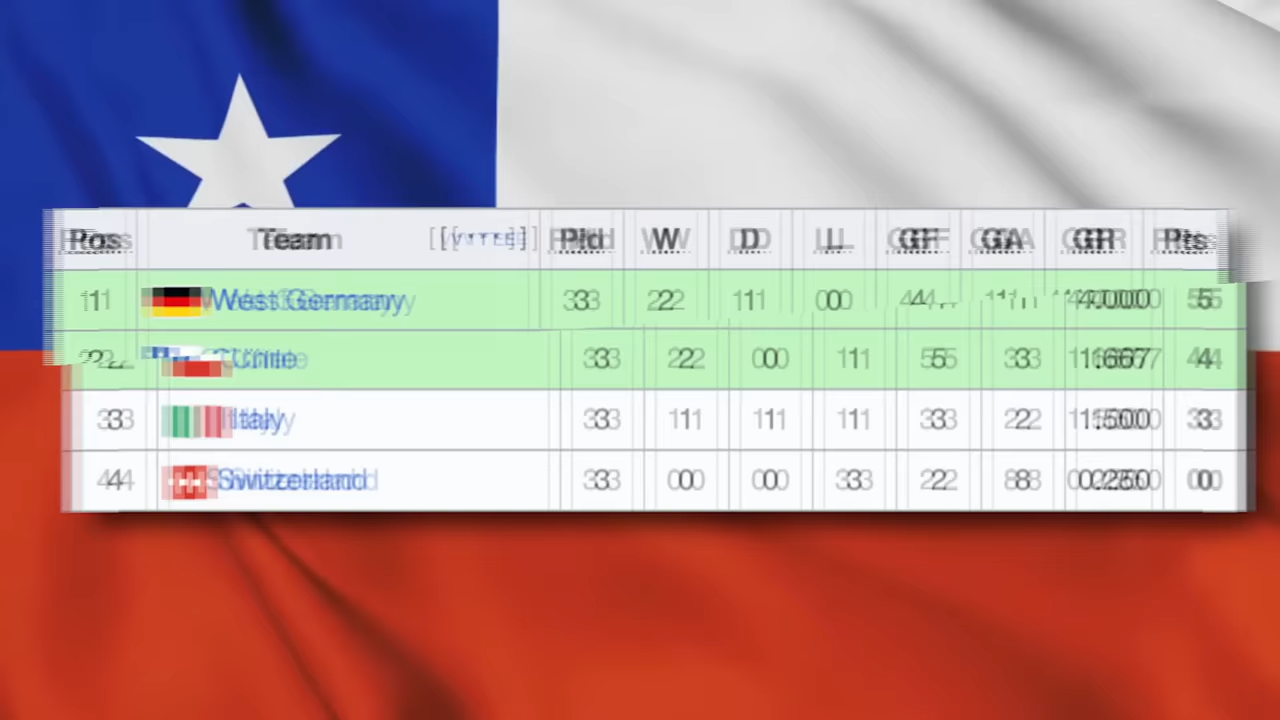 Pos Team [VTE] Pld W D L GF GA GR Pts
1 West Germany 3 2 1 0 4 1 4.000 5
2 Chile 3 2 0 1 5 3 1.667 4
3 Italy 3 1 1 1 3 2 1.500 3
4 Switzerland 3 0 0 3 2 8 0.250 0